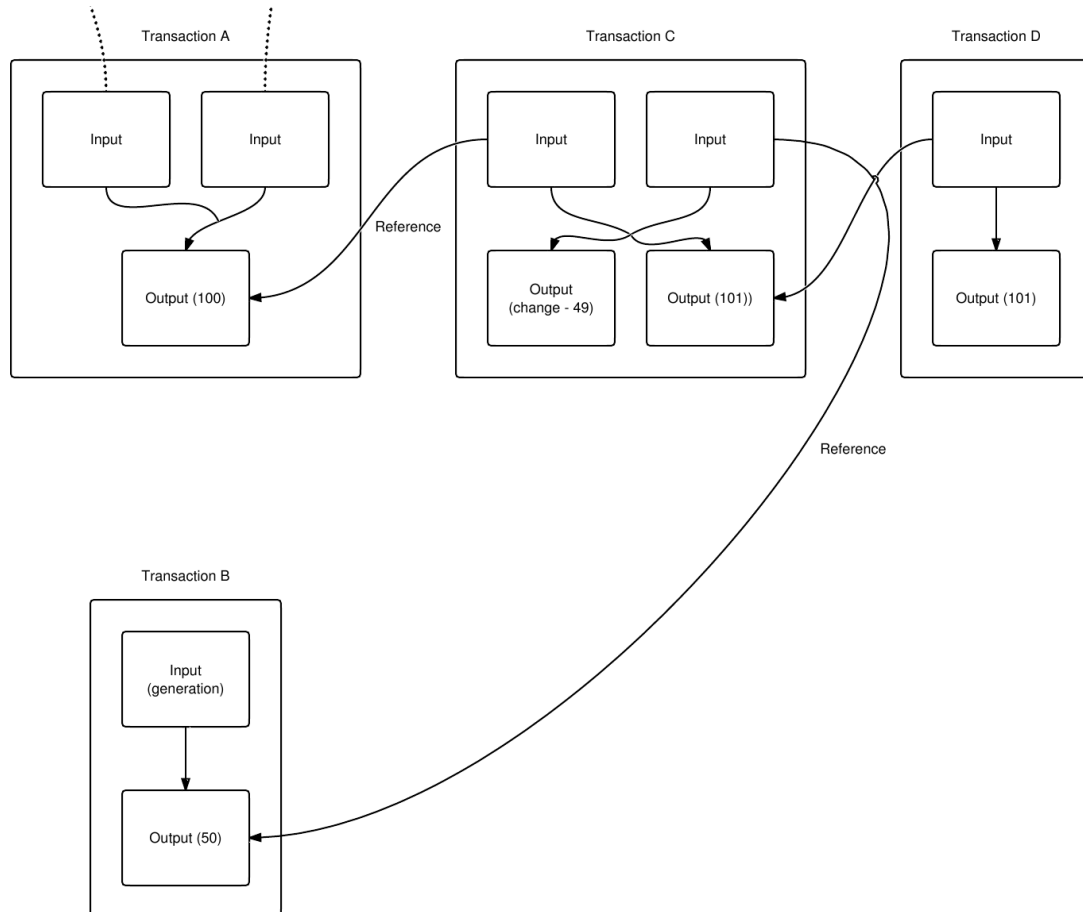 Transaction A
Transaction C
Transaction D
Input
Input
Input
Input
Input
Reference
Output (100)
Output
(change - 49)
Output (101))
Output (101)
Reference
Transaction B
Input
(generation)
Output (50)